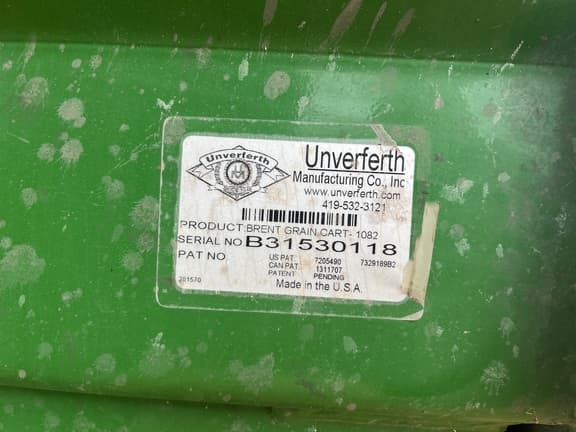 Unverferth
Unverferth
Manufacturing Co., Inc
www.unverferth.com
419-532-3121
PRODUCT:BRENT GRAIN CART- 1082
SERIAL NO B31530118
PAT NO
US PAT 7205490 7329189B2
CAN PAT 1311707
PATENT PENDING
201570
Made in the U.S.A.